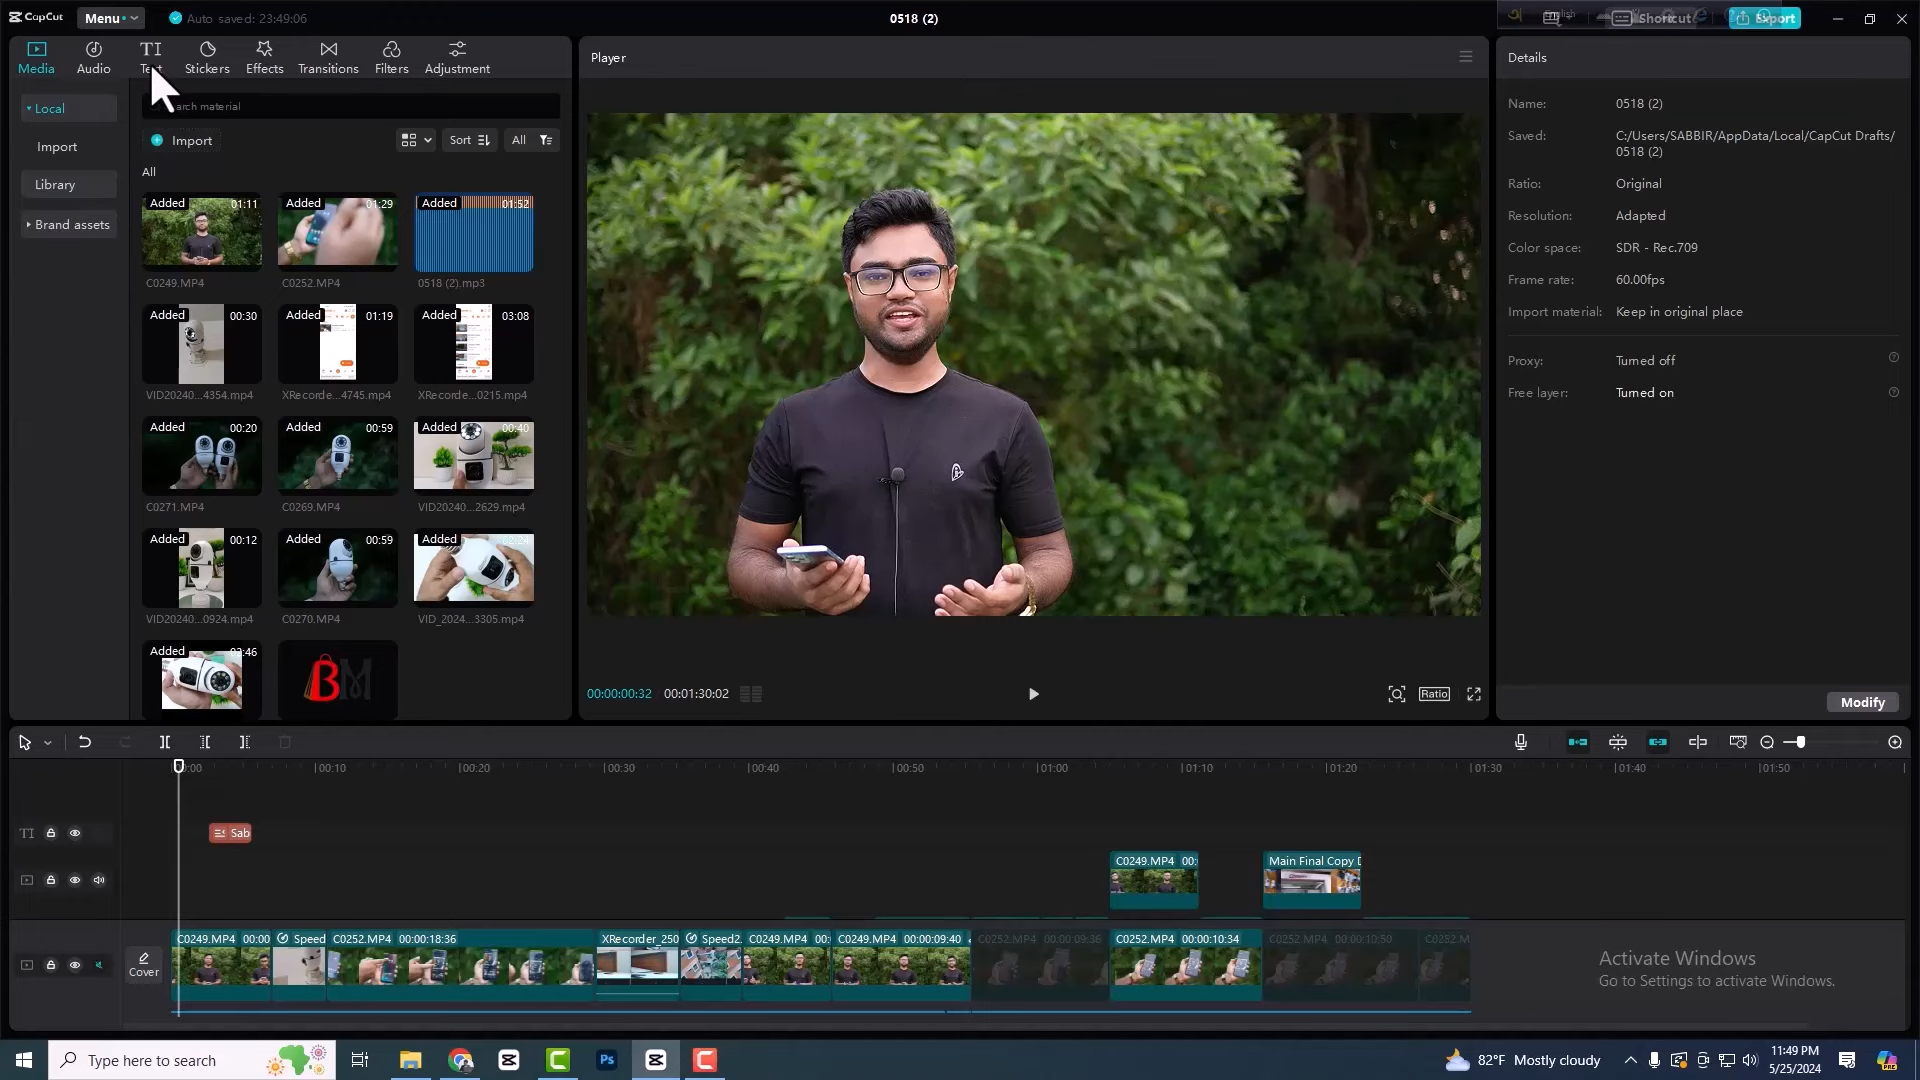 CapCut
Menu
Auto saved: 23:49:06
0518 (2)
Shortcut
Export
Media
Audio
Text
Stickers
Effects
Transitions
Filters
Adjustment
Local
Import
Library
Brand assets
arch material
Import
Sort
All
All
Added 01:11
C0249.MP4
Added 01:29
C0252.MP4
Added 01:52
0518 (2).mp3
Added 00:30
VID20240...4354.mp4
Added 01:19
XRecorde...4745.mp4
Added 03:08
XRecorde...0215.mp4
Added 00:20
C0271.MP4
Added 00:59
C0269.MP4
Added 00:40
VID20240...2629.mp4
Added 00:12
VID20240...0924.mp4
Added 00:59
C0270.MP4
Added
VID_2024...3305.mp4
Added 02:46
BM
Player
00:00:00:32
00:01:30:02
Ratio
Details
Name: 0518 (2)
Saved: C:/Users/SABBIR/AppData/Local/CapCut Drafts/
0518 (2)
Ratio: Original
Resolution: Adapted
Color space: SDR - Rec.709
Frame rate: 60.00fps
Import material: Keep in original place
Proxy: Turned off
Free layer: Turned on
Modify
00:00 00:10 00:20 00:30 00:40 00:50 01:00 01:10 01:20 01:30 01:40 01:50
TI
Sab
C0249.MP4 00:
Main Final Copy
Cover
C0249.MP4 00:00
Speed
C0252.MP4 00:00:18:36
XRecorder_250
Speed2.
C0249.MP4 00:
C0249.MP4 00:00:09:40
C0252.MP4 00:00:09:36
C0252.MP4 00:00:10:34
C0252.MP4 00:00:10:50
C0252.M
Activate Windows
Go to Settings to activate Windows.
Type here to search
Ps
82°F Mostly cloudy
11:49 PM
5/25/2024